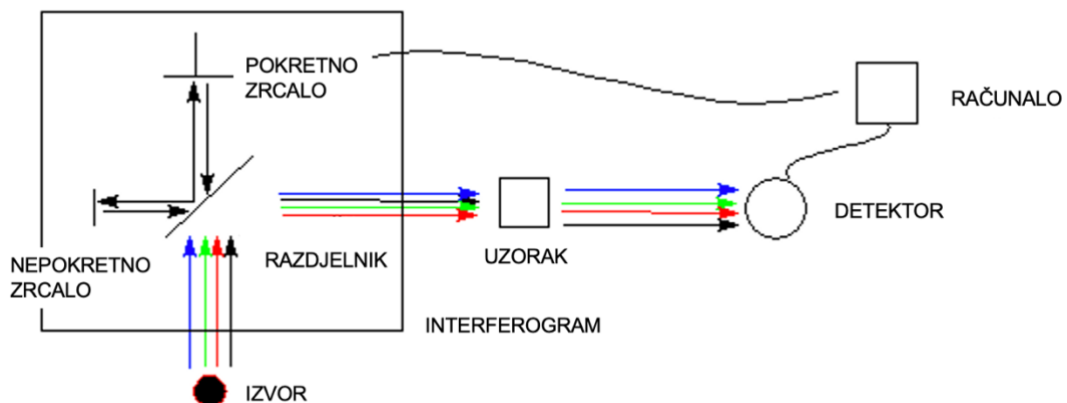 POKRETNO
ZRCALO
RAČUNALO
DETEKTOR
UZORAK
RAZDJELNIK
NEPOKRETNO
ZRCALO
INTERFEROGRAM
IZVOR